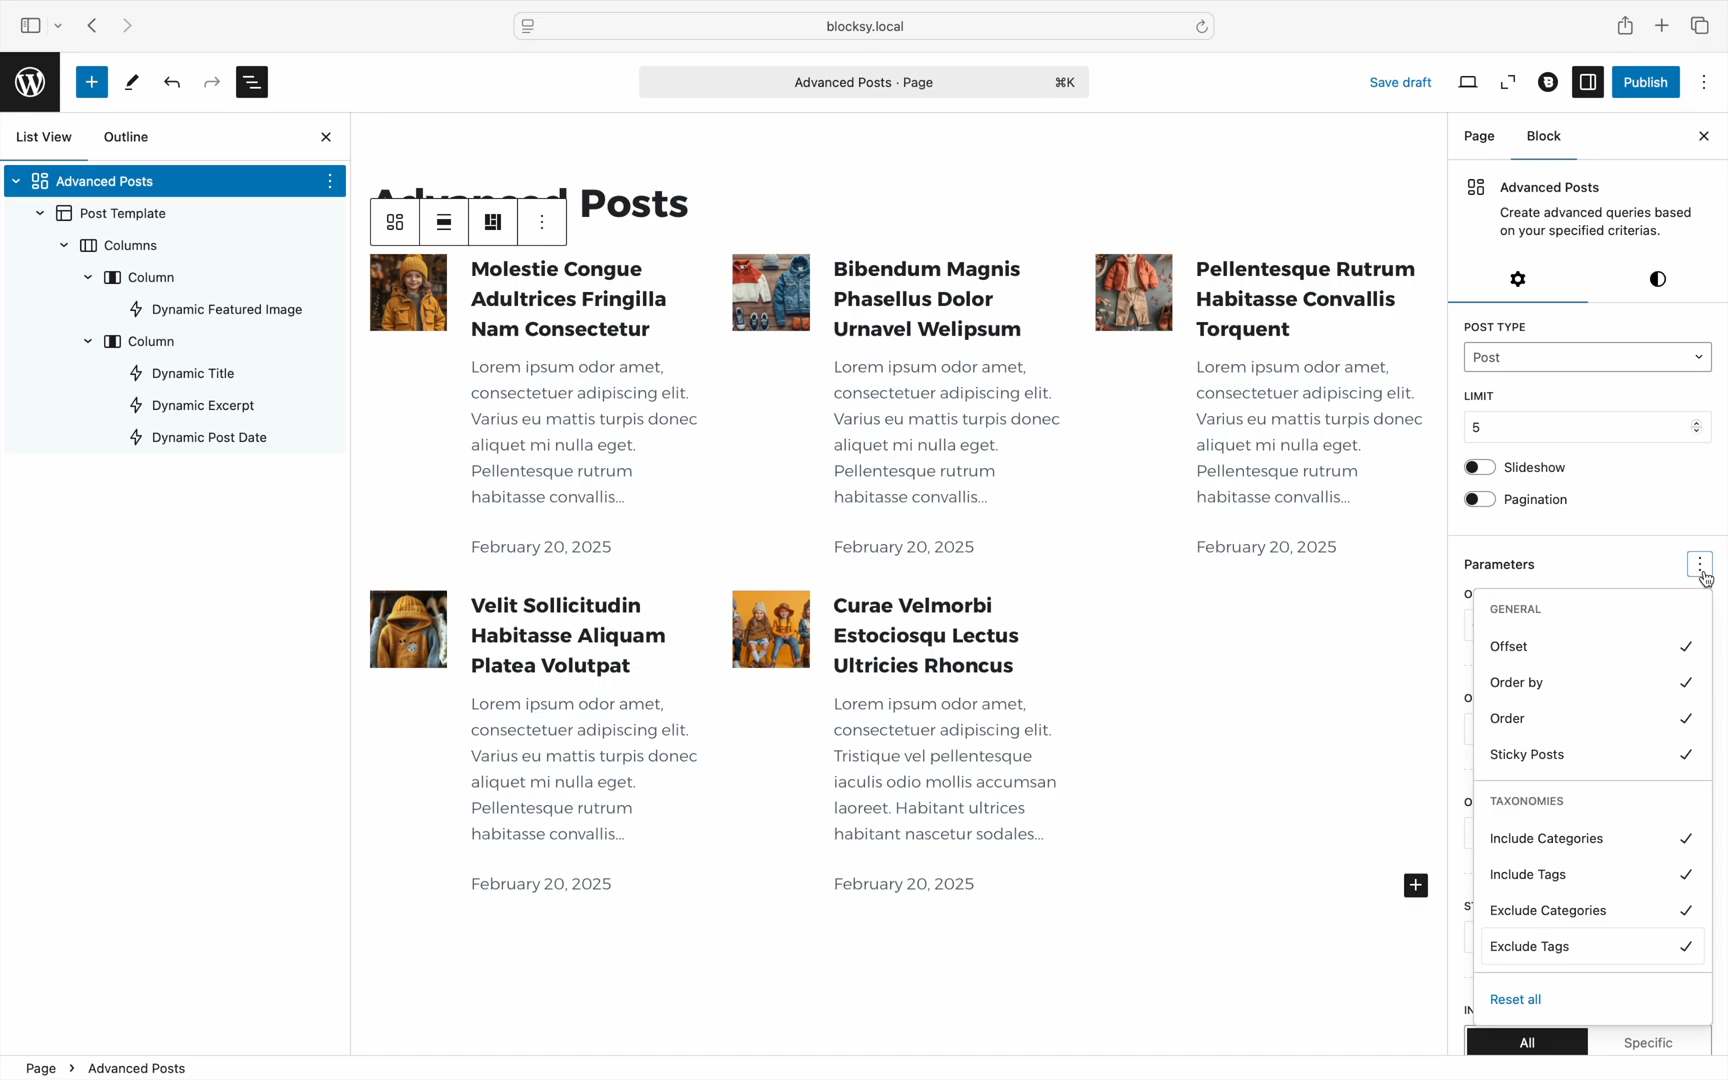 blocksy.local
Advanced Posts · Page
⌘K
Save draft
Publish
List View
Outline
Advanced Posts
Post Template
Columns
Column
Dynamic Featured Image
Column
Dynamic Title
Dynamic Excerpt
Dynamic Post Date
Advanced Posts
Molestie Congue
Adultrices Fringilla
Nam Consectetur
Lorem ipsum odor amet,
consectetuer adipiscing elit.
Varius eu mattis turpis donec
aliquet mi nulla eget.
Pellentesque rutrum
habitasse convallis...
February 20, 2025
Bibendum Magnis
Phasellus Dolor
Urnavel Welipsum
Lorem ipsum odor amet,
consectetuer adipiscing elit.
Varius eu mattis turpis donec
aliquet mi nulla eget.
Pellentesque rutrum
habitasse convallis...
February 20, 2025
Pellentesque Rutrum
Habitasse Convallis
Torquent
Lorem ipsum odor amet,
consectetuer adipiscing elit.
Varius eu mattis turpis donec
aliquet mi nulla eget.
Pellentesque rutrum
habitasse convallis...
February 20, 2025
Velit Sollicitudin
Habitasse Aliquam
Platea Volutpat
Lorem ipsum odor amet,
consectetuer adipiscing elit.
Varius eu mattis turpis donec
aliquet mi nulla eget.
Pellentesque rutrum
habitasse convallis...
February 20, 2025
Curae Velmorbi
Estociosqu Lectus
Ultricies Rhoncus
Lorem ipsum odor amet,
consectetuer adipiscing elit.
Tristique vel pellentesque
iaculis odio mollis accumsan
laoreet. Habitant ultrices
habitant nascetur sodales...
February 20, 2025
Page
Block
Advanced Posts
Create advanced queries based
on your specified criterias.
POST TYPE
Post
LIMIT
5
Slideshow
Pagination
Parameters
GENERAL
Offset
Order by
Order
Sticky Posts
TAXONOMIES
Include Categories
Include Tags
Exclude Categories
Exclude Tags
Reset all
All
Specific
Page
Advanced Posts